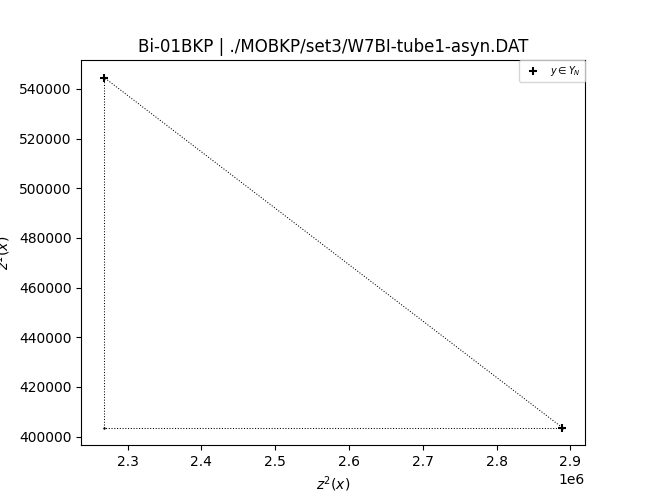 Bi-01BKP | ./MOBKP/set3/W7BI-tube1-asyn.DAT
y ∈ Y_N
540000
520000
500000
480000
460000
440000
420000
400000
2.3 2.4 2.5 2.6 2.7 2.8 2.9
1e6
z²(x)